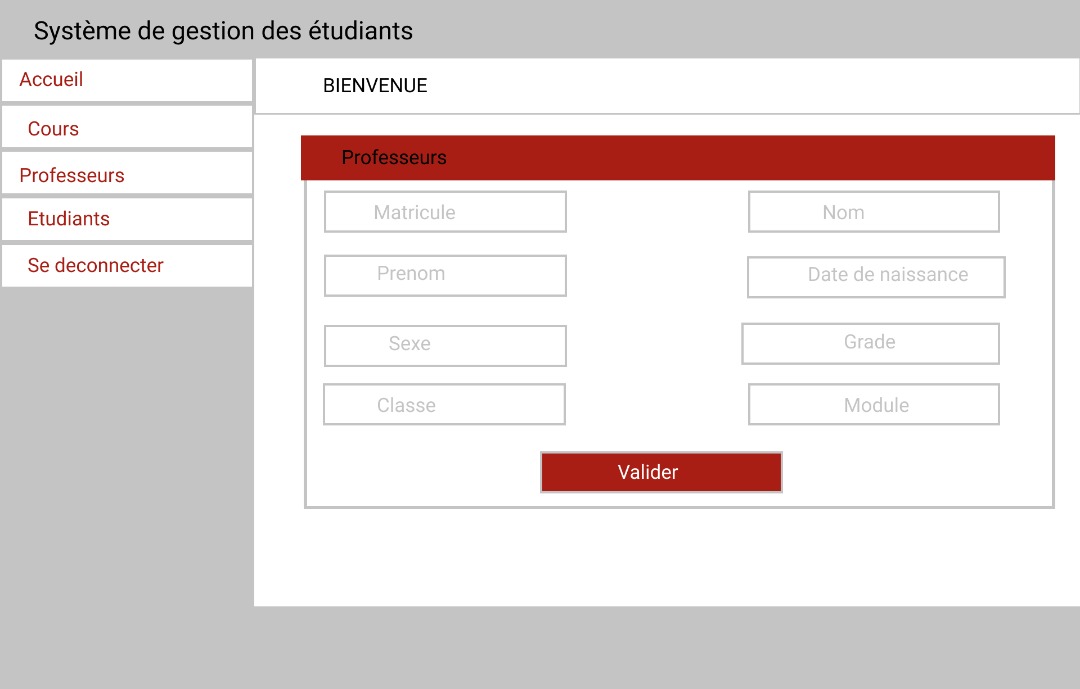 Système de gestion des étudiants
Accueil
Cours
Professeurs
Etudiants
Se deconnecter
BIENVENUE
Professeurs
Matricule
Nom
Prenom
Date de naissance
Sexe
Grade
Classe
Module
Valider